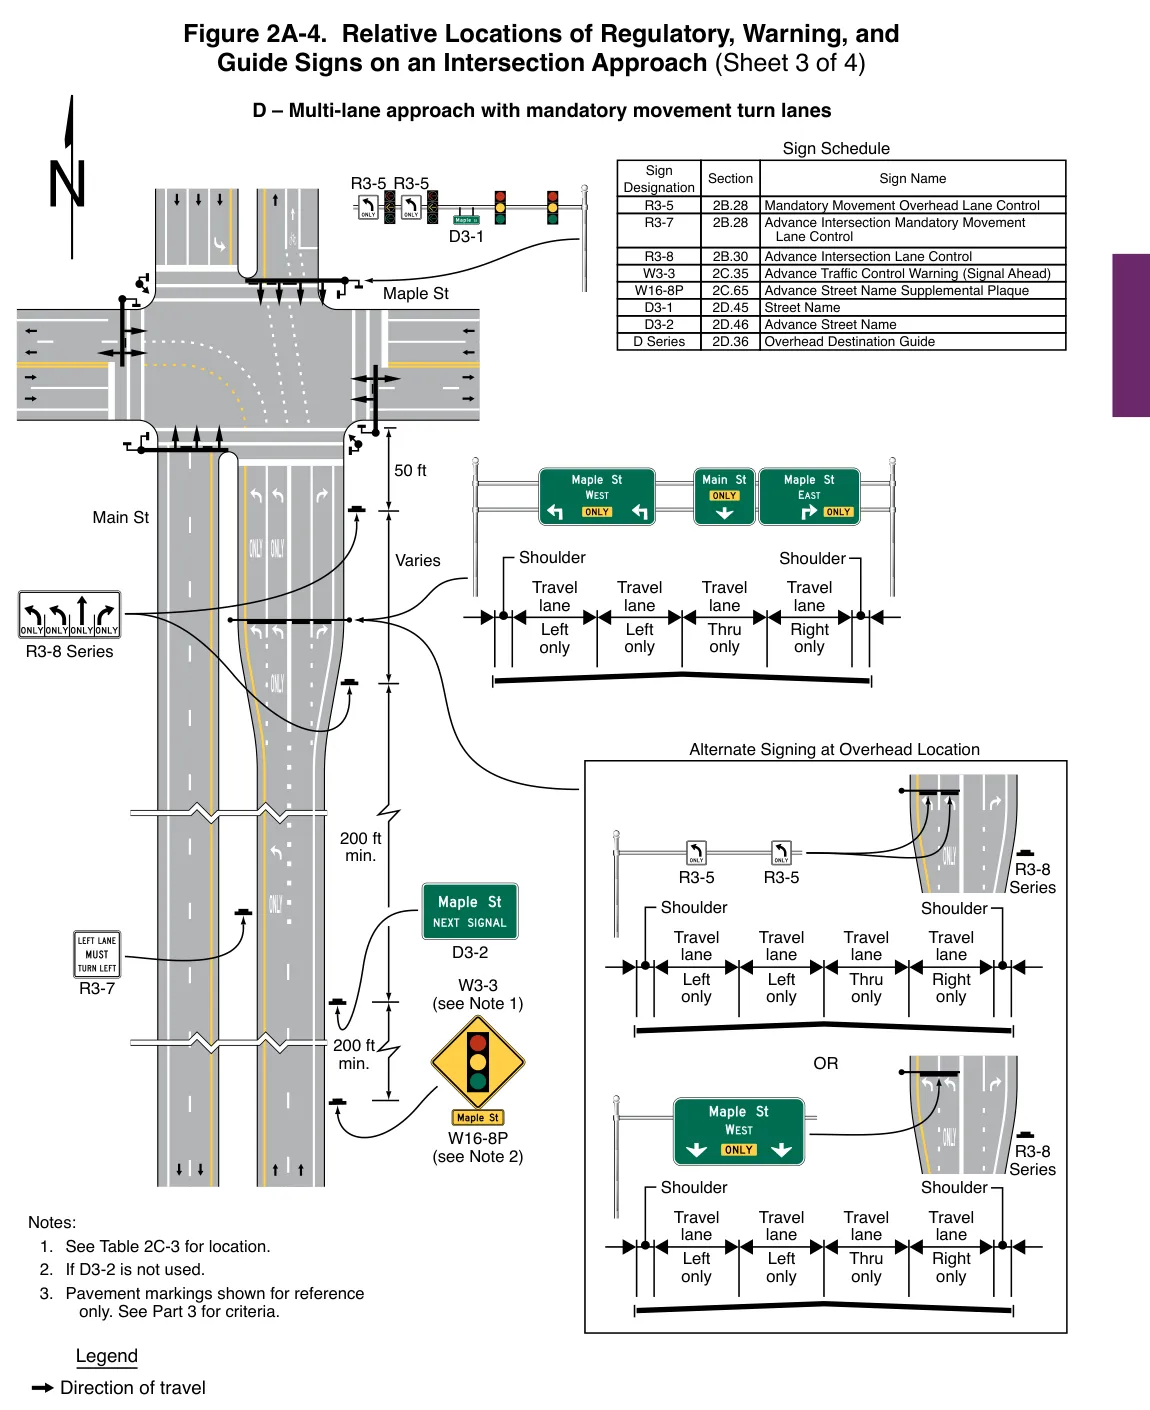 Figure 2A-4. Relative Locations of Regulatory, Warning, and
Guide Signs on an Intersection Approach (Sheet 3 of 4)
D – Multi-lane approach with mandatory movement turn lanes
N
R3-5 R3-5
ONLY
ONLY
Maple St
D3-1
Maple St
Sign Schedule
Sign Designation Section Sign Name
R3-5 2B.28 Mandatory Movement Overhead Lane Control
R3-7 2B.28 Advance Intersection Mandatory Movement
Lane Control
R3-8 2B.30 Advance Intersection Lane Control
W3-3 2C.35 Advance Traffic Control Warning (Signal Ahead)
W16-8P 2C.65 Advance Street Name Supplemental Plaque
D3-1 2D.45 Street Name
D3-2 2D.46 Advance Street Name
D Series 2D.36 Overhead Destination Guide
50 ft
Main St
ONLY ONLY
Varies
Maple St
WEST
ONLY
Main St
ONLY
Maple St
EAST
ONLY
Shoulder Shoulder
Travel lane Travel lane Travel lane Travel lane
Left only Left only Thru only Right only
ONLY ONLY ONLY ONLY
R3-8 Series
ONLY
200 ft
min.
ONLY
LEFT LANE
MUST
TURN LEFT
R3-7
Maple St
NEXT SIGNAL
D3-2
W3-3
(see Note 1)
200 ft
min.
Maple St
W16-8P
(see Note 2)
Alternate Signing at Overhead Location
ONLY
ONLY
R3-5 R3-5
ONLY
R3-8
Series
Shoulder Shoulder
Travel lane Travel lane Travel lane Travel lane
Left only Left only Thru only Right only
OR
Maple St
WEST
ONLY
ONLY
R3-8
Series
Shoulder Shoulder
Travel lane Travel lane Travel lane Travel lane
Left only Left only Thru only Right only
Notes:
1. See Table 2C-3 for location.
2. If D3-2 is not used.
3. Pavement markings shown for reference
only. See Part 3 for criteria.
Legend
Direction of travel